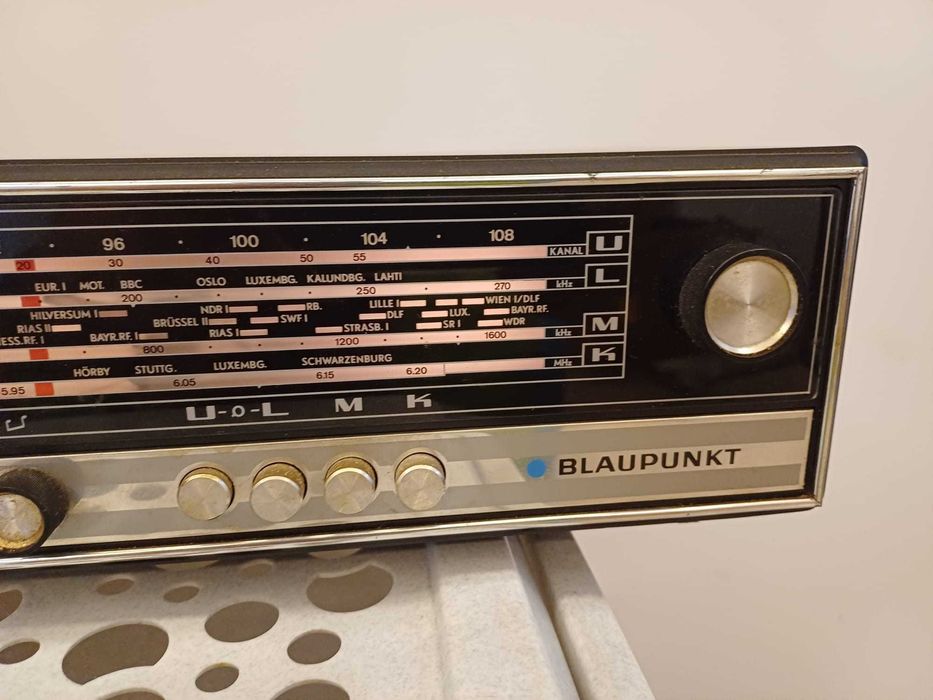 96 100 104 108 U
20 30 40 50 55 KANAL
EUR. I MOT. BBC OSLO LUXEMBG. KALUNDBG. LAHTI L
200 250 270 kHz
HILVERSUM I NDR I RB. LILLE I WIEN I/DLF
RIAS II BRÜSSEL II SWF I DLF LUX. BAYR.RF.
ESS.RF. I BAYR.RF. I RIAS I STRASB. I SR I WDR M
800 1200 1600 kHz
HÖRBY STUTTG. LUXEMBG. SCHWARZENBURG K
5.95 6.05 6.15 6.20 MHz
U L M K
BLAUPUNKT